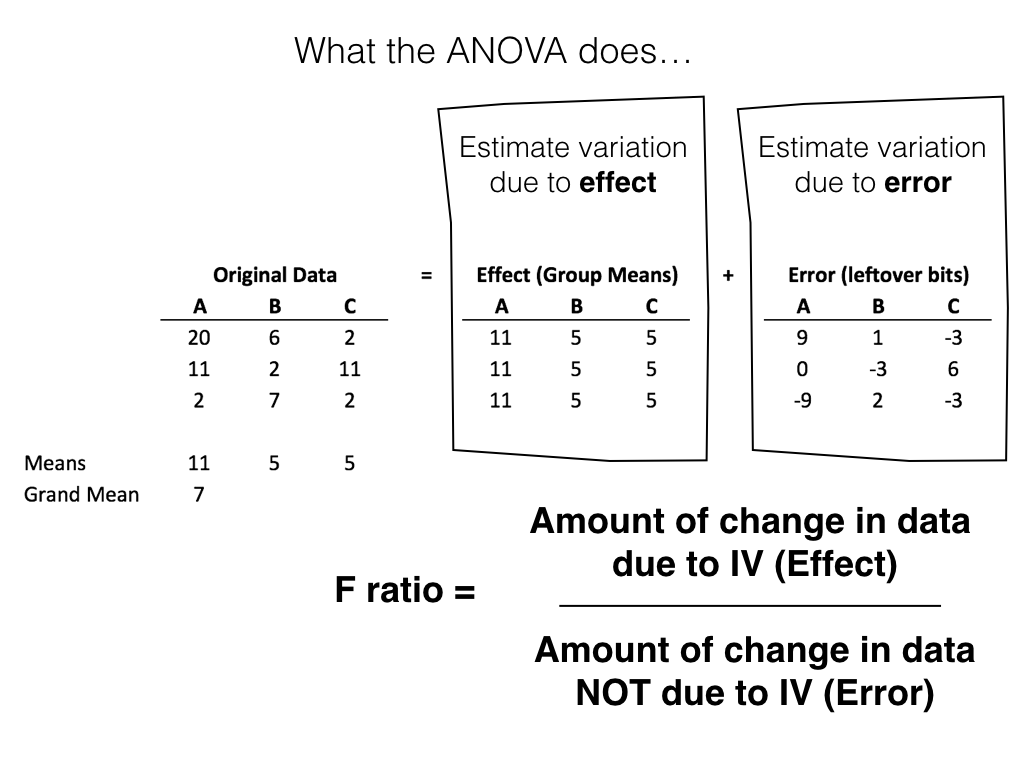 What the ANOVA does…
Estimate variation
due to effect
Estimate variation
due to error
Original Data = Effect (Group Means) + Error (leftover bits)
A B C A B C A B C
20 6 2 11 5 5 9 1 -3
11 2 11 11 5 5 0 -3 6
2 7 2 11 5 5 -9 2 -3
Means 11 5 5
Grand Mean 7
Amount of change in data
due to IV (Effect)
F ratio =
Amount of change in data
NOT due to IV (Error)